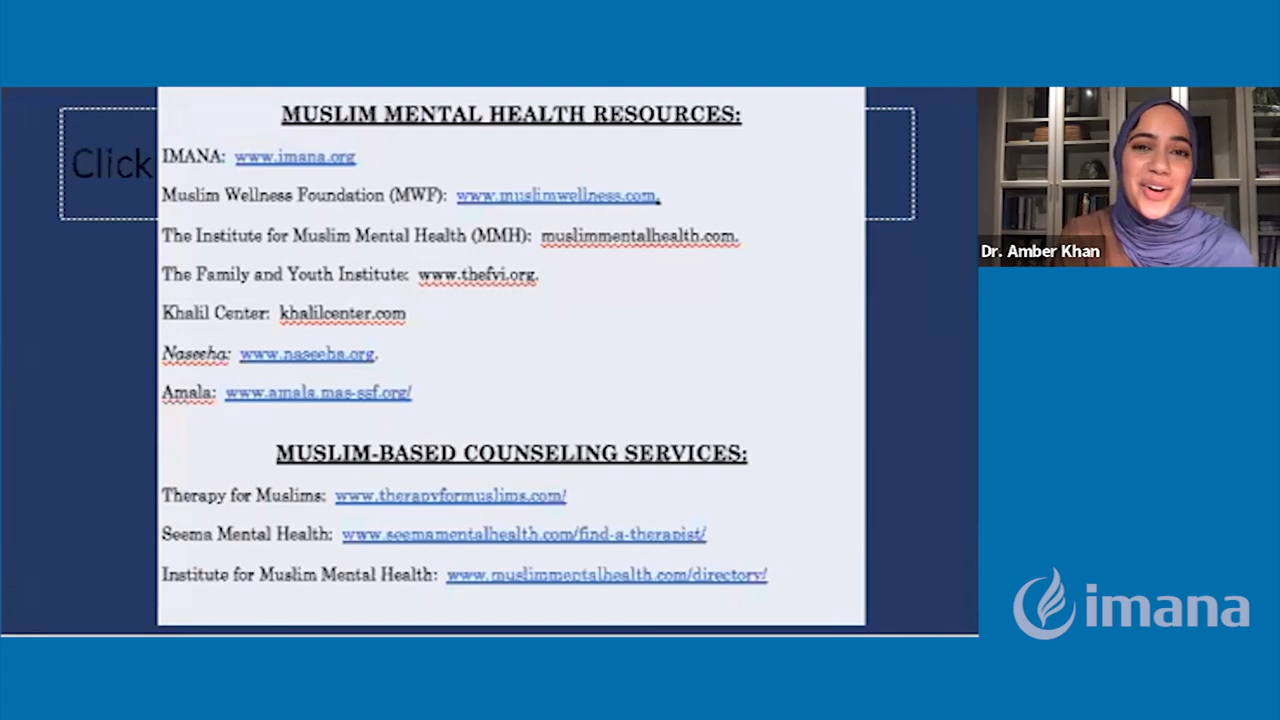 Click
MUSLIM MENTAL HEALTH RESOURCES:
IMANA: www.imana.org
Muslim Wellness Foundation (MWF): www.muslimwellness.com.
The Institute for Muslim Mental Health (MMH): muslimmentalhealth.com.
The Family and Youth Institute: www.thefyi.org.
Khalil Center: khalilcenter.com
Naseeha: www.naseeha.org.
Amala: www.amala.mas-ssf.org/
MUSLIM-BASED COUNSELING SERVICES:
Therapy for Muslims: www.therapyformuslims.com/
Seema Mental Health: www.seemamentalhealth.com/find-a-therapist/
Institute for Muslim Mental Health: www.muslimmentalhealth.com/directory/
Dr. Amber Khan
imana